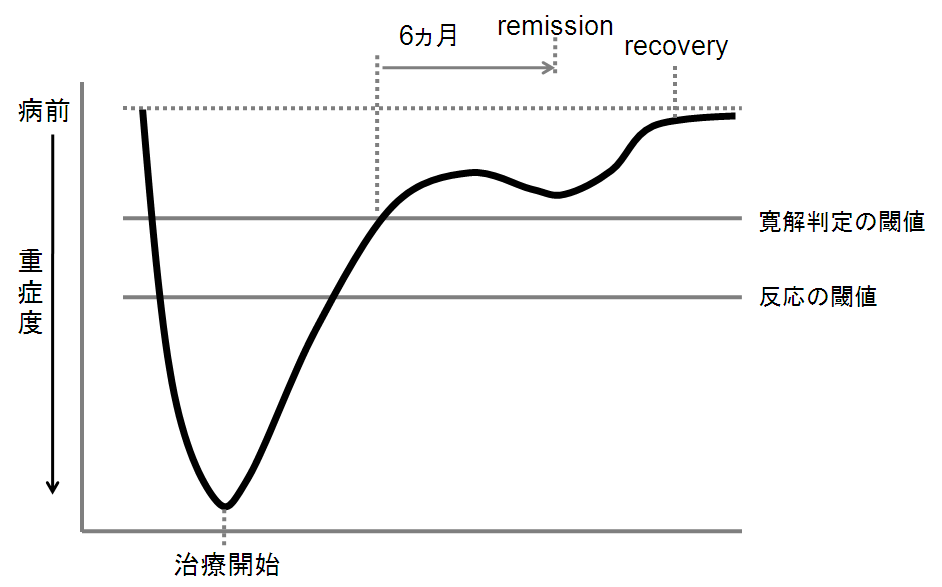 6ヵ月
remission
recovery
病前
寛解判定の閾値
重症度
反応の閾値
治療開始